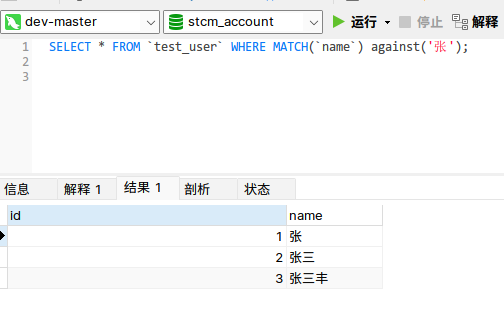 dev-master stcm_account 运行 停止 解释
1 SELECT * FROM `test_user` WHERE MATCH(`name`) against('张');
2
3
信息 解释 1 结果 1 剖析 状态
id name
1 张
2 张三
3 张三丰